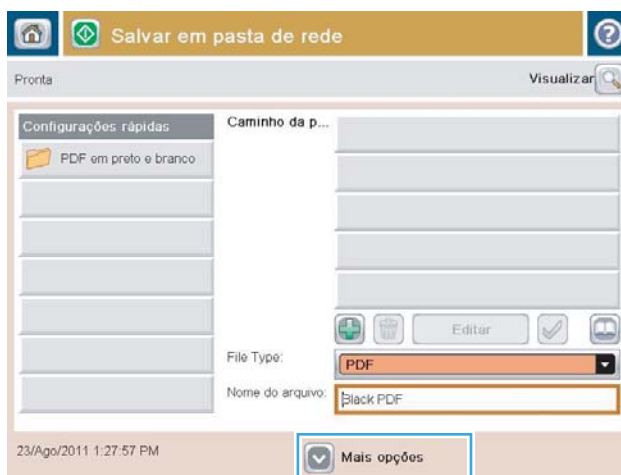 Salvar em pasta de rede
?
Pronta
Visualizar
Configurações rápidas
Caminho da p...
PDF em preto e branco
Editar
File Type:
PDF
Nome do arquivo:
Black PDF
23/Ago/2011 1:27:57 PM
Mais opções